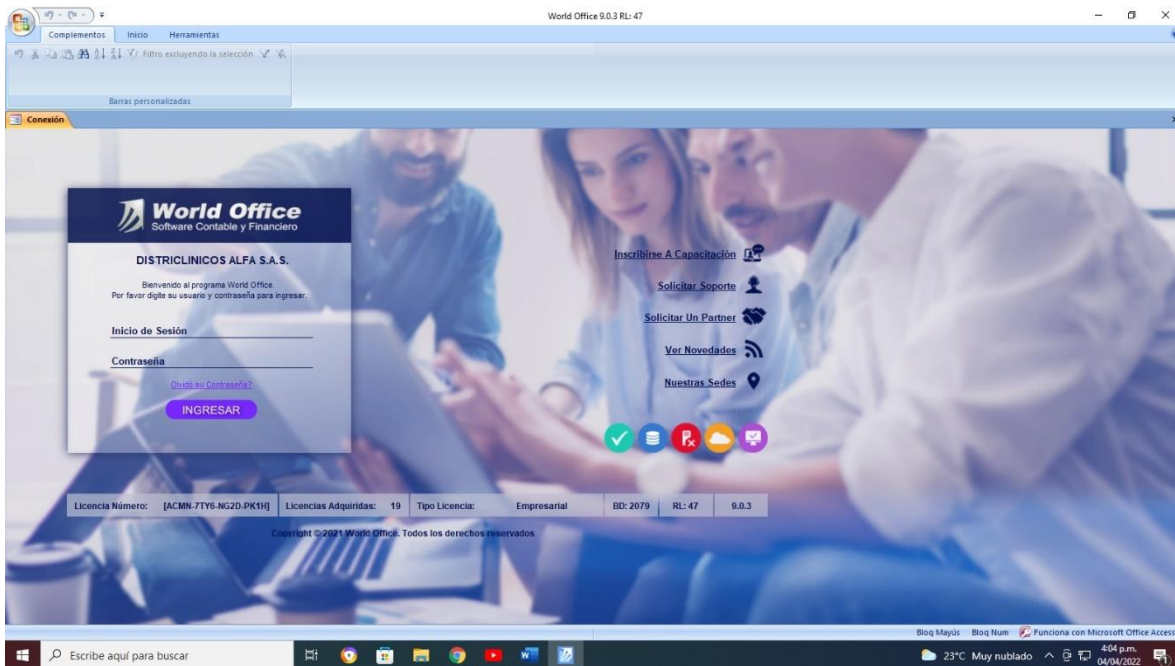 World Office 9.0.3 RL: 47
Complementos Inicio Herramientas
Filtro excluyendo la selección
Barras personalizadas
Conexión
World Office
Software Contable y Financiero
DISTRICLINICOS ALFA S.A.S.
Bienvenido al programa World Office.
Por favor digite su usuario y contraseña para ingresar.
Inicio de Sesión
Contraseña
Olvidó su Contraseña?
INGRESAR
Inscribirse A Capacitación
Solicitar Soporte
Solicitar Un Partner
Ver Novedades
Nuestras Sedes
Licencia Número: [ACMN-7TY6-NG2D-PK1H] Licencias Adquiridas: 19 Tipo Licencia: Empresarial BD: 2079 RL: 47 9.0.3
Copyright © 2021 World Office. Todos los derechos reservados
Bloq Mayús Bloq Num Funciona con Microsoft Office Access
Escribe aquí para buscar
23°C Muy nublado
4:04 p.m.
04/04/2022